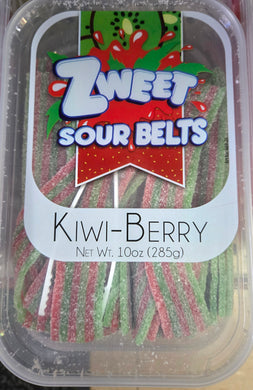 Zweet
SOUR BELTS
KIWI-BERRY
NET WT. 10OZ (285G)